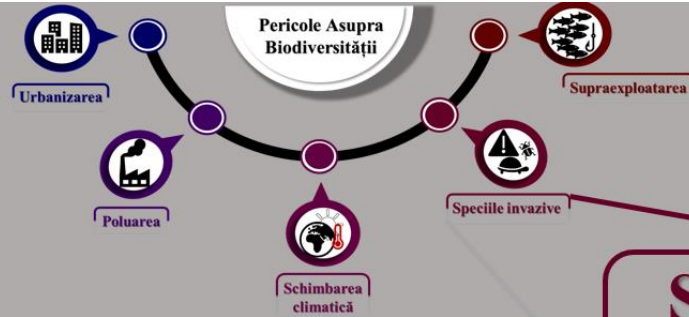 Pericole Asupra
Biodiversității
Urbanizarea
Supraexploatarea
Poluarea
Speciile invazive
Schimbarea
climatică
S